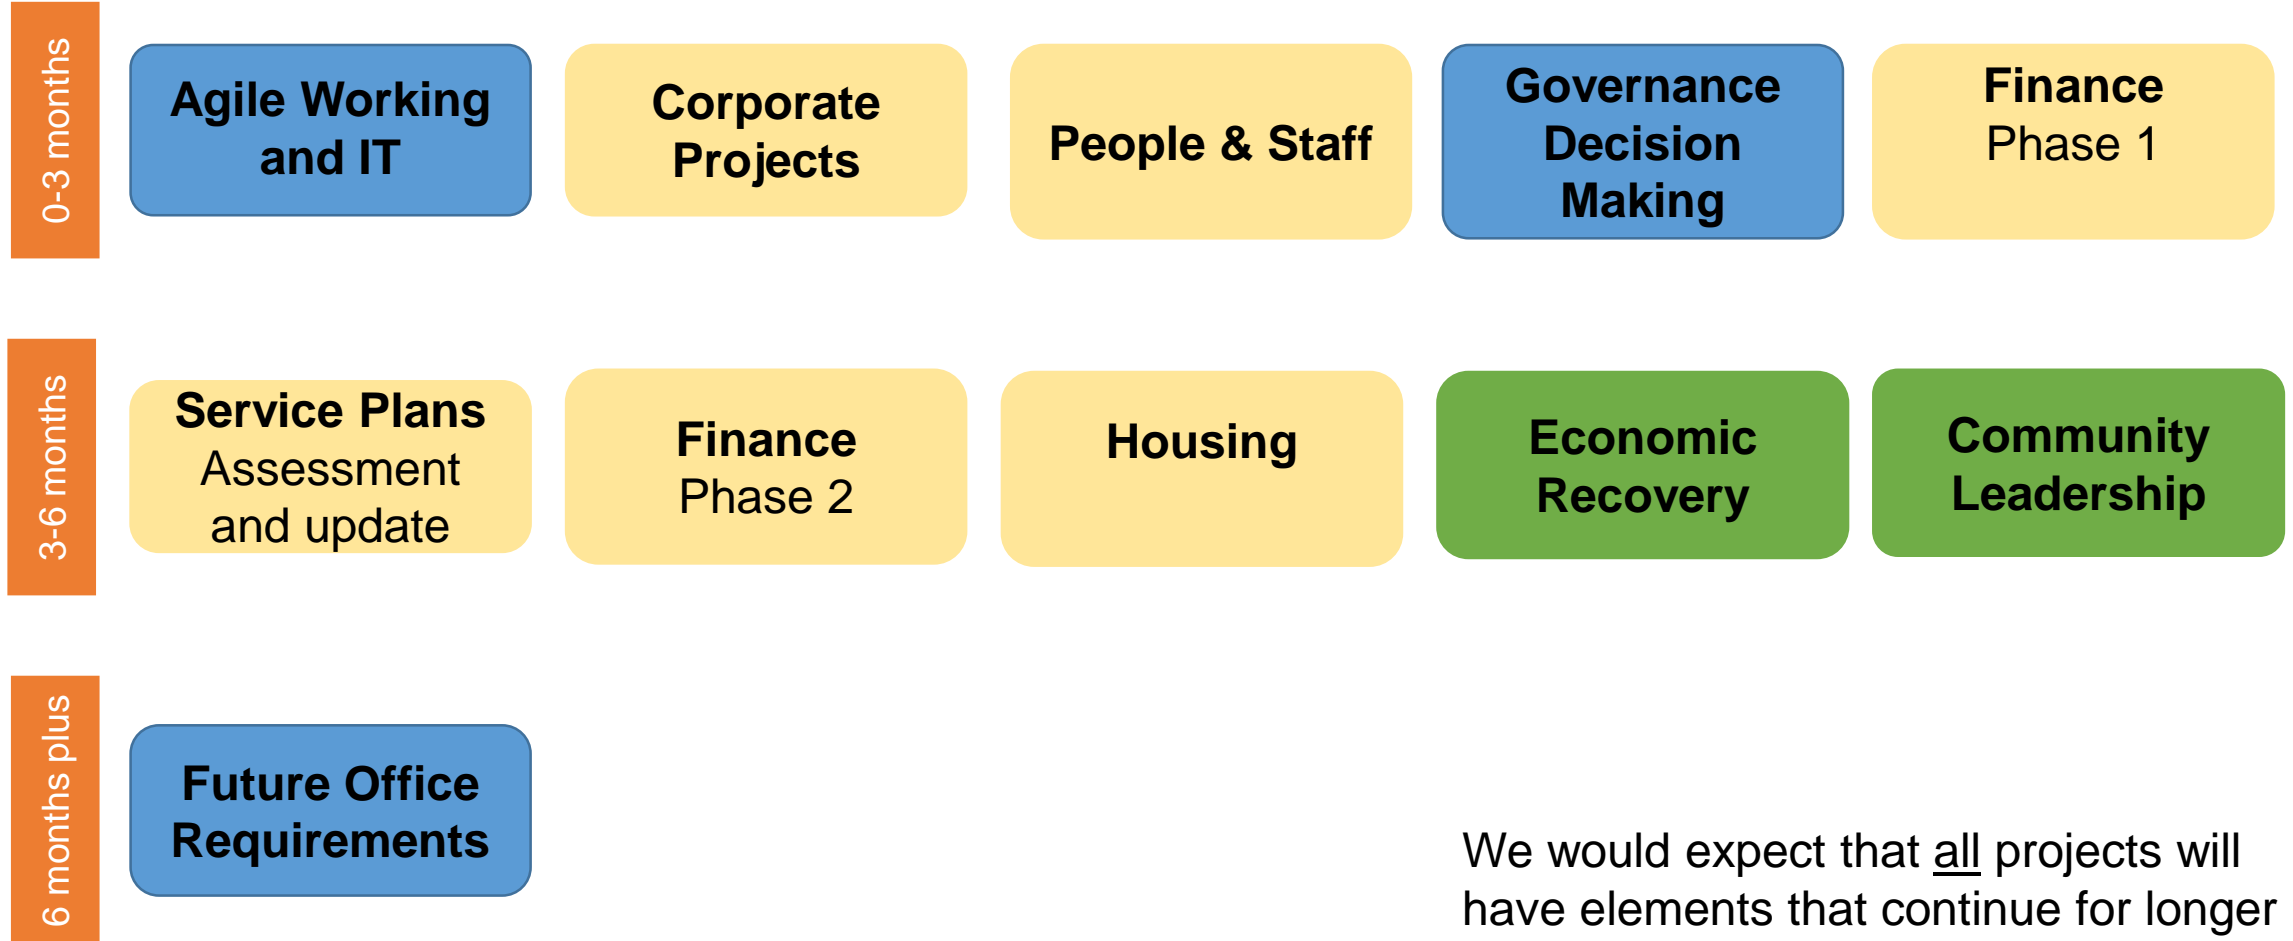 0-3 months
Agile Working
and IT
Corporate
Projects
People & Staff
Governance
Decision
Making
Finance
Phase 1
3-6 months
Service Plans
Assessment
and update
Finance
Phase 2
Housing
Economic
Recovery
Community
Leadership
6 months plus
Future Office
Requirements
We would expect that all projects will
have elements that continue for longer